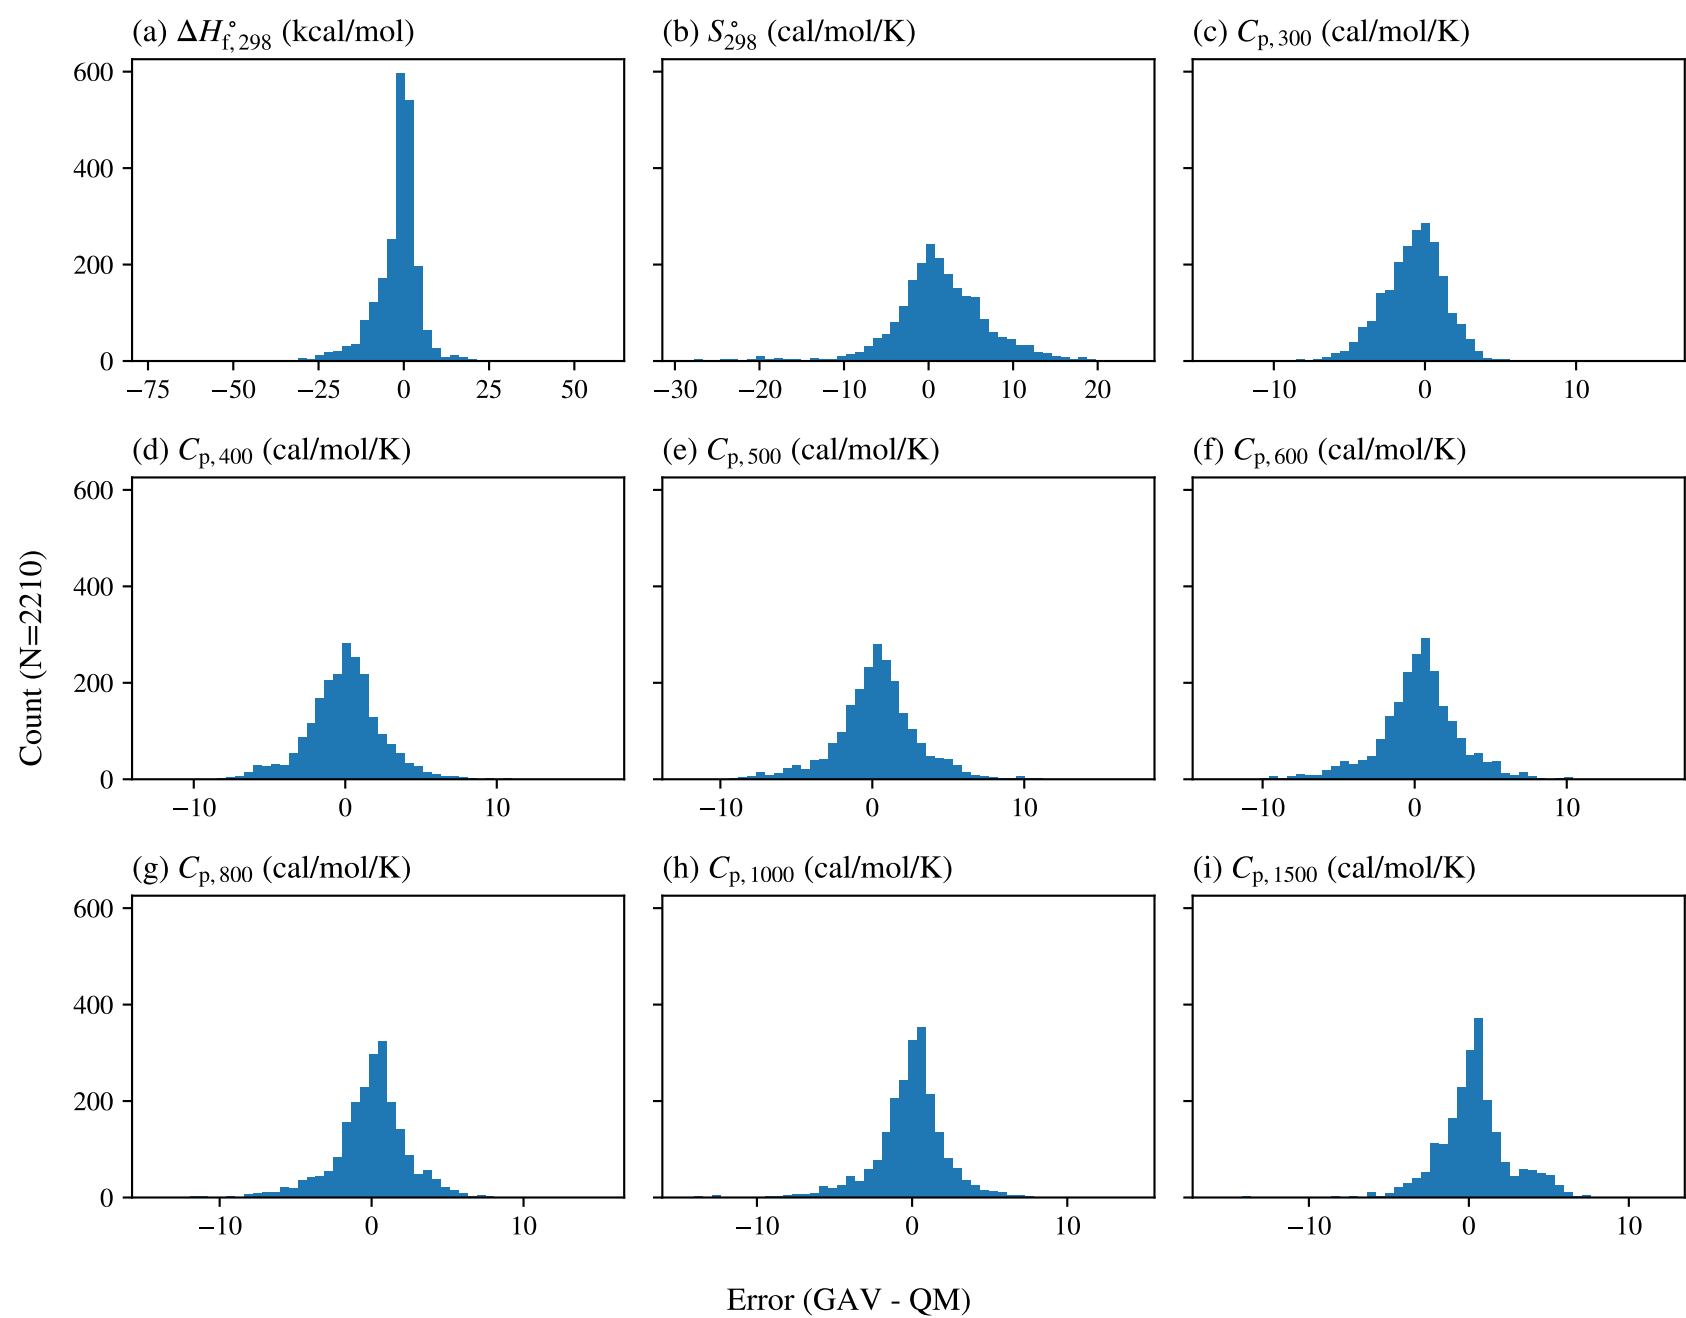 (a) ΔH°f,298 (kcal/mol) (b) S°298 (cal/mol/K) (c) Cp,300 (cal/mol/K)
600
400
200
0
−75 −50 −25 0 25 50
−30 −20 −10 0 10 20
−10 0 10
(d) Cp,400 (cal/mol/K) (e) Cp,500 (cal/mol/K) (f) Cp,600 (cal/mol/K)
Count (N=2210)
600
400
200
0
−10 0 10
−10 0 10
−10 0 10
(g) Cp,800 (cal/mol/K) (h) Cp,1000 (cal/mol/K) (i) Cp,1500 (cal/mol/K)
600
400
200
0
−10 0 10
−10 0 10
−10 0 10
Error (GAV - QM)